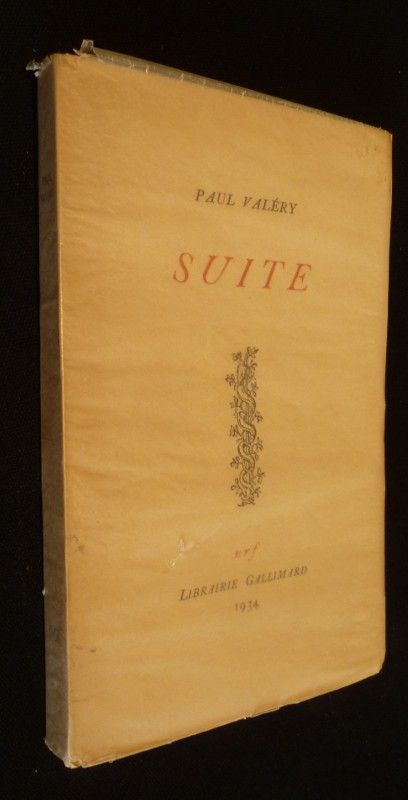 PAUL VALÉRY
SUITE
nrf
LIBRAIRIE GALLIMARD
1934